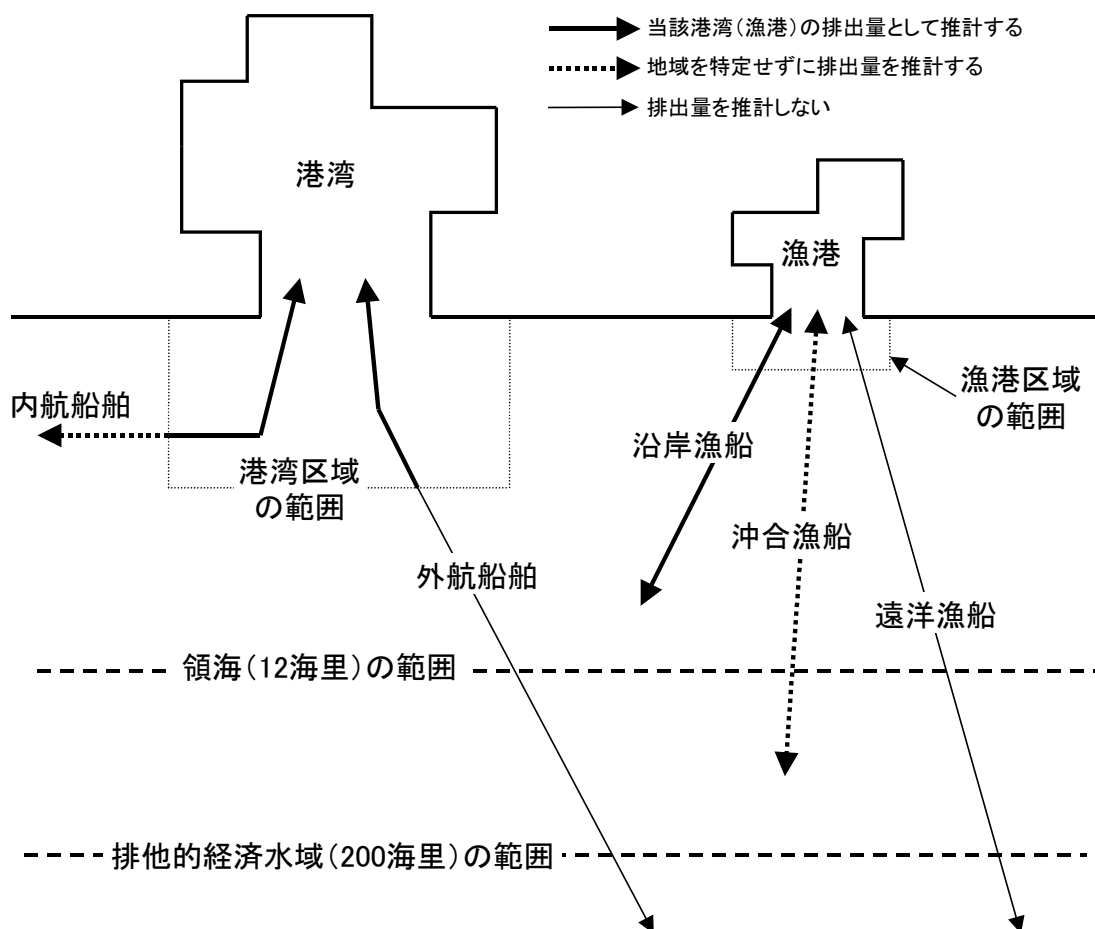 当該港湾(漁港)の排出量として推計する
地域を特定せずに排出量を推計する
排出量を推計しない
港湾
漁港
漁港区域
の範囲
内航船舶
港湾区域
の範囲
沿岸漁船
沖合漁船
外航船舶
遠洋漁船
領海(12海里)の範囲
排他的経済水域(200海里)の範囲